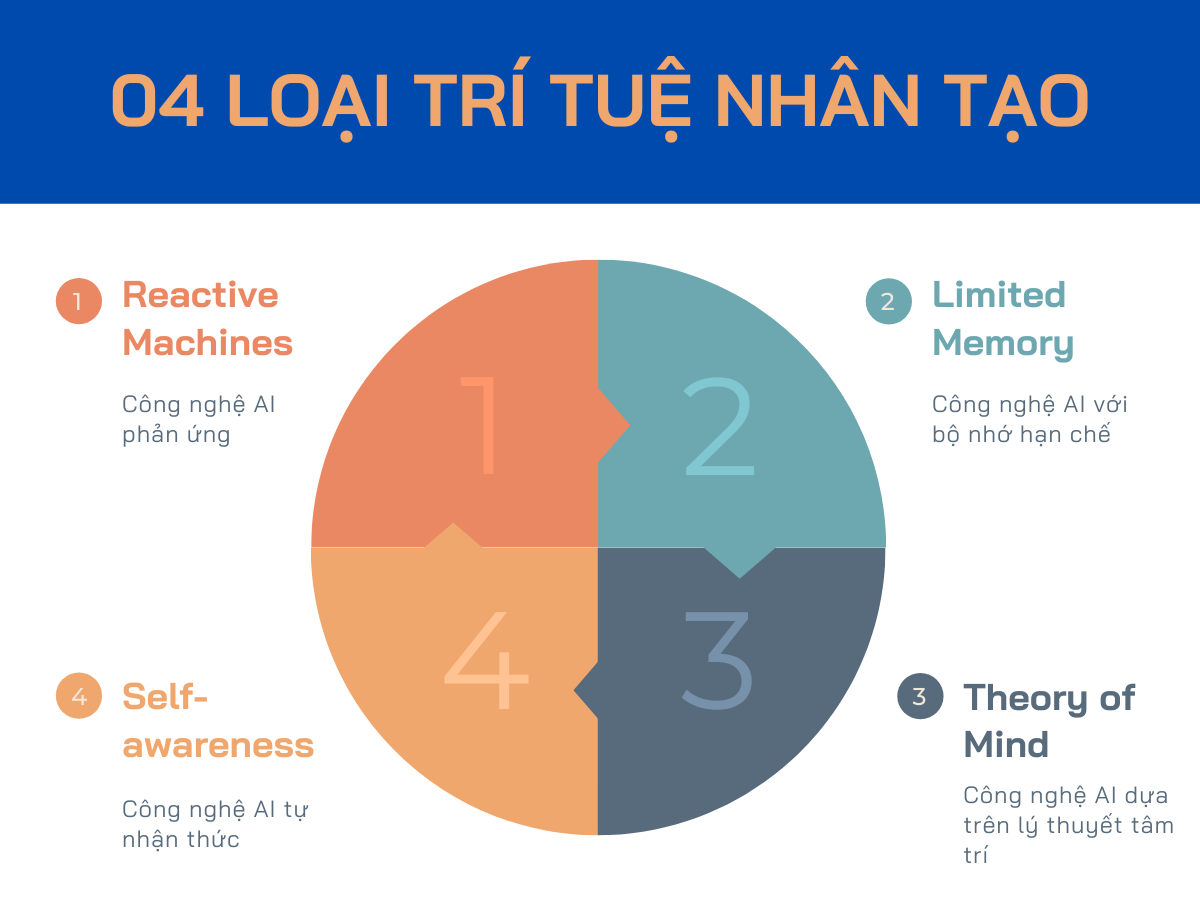 04 LOẠI TRÍ TUỆ NHÂN TẠO
1
Reactive
Machines
Công nghệ AI
phản ứng
2
Limited
Memory
Công nghệ AI với
bộ nhớ hạn chế
1
2
4
3
4
Self-
awareness
Công nghệ AI tự
nhận thức
3
Theory of
Mind
Công nghệ AI dựa
trên lý thuyết tâm
trí